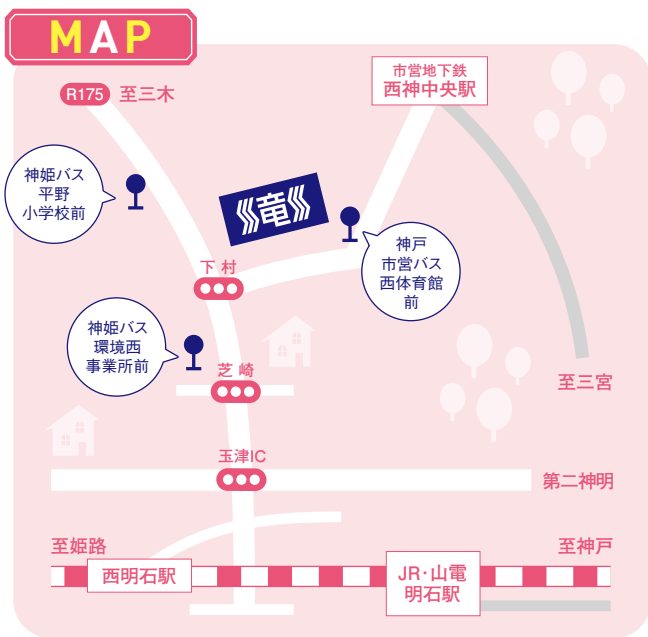 MAP
R175 至三木
市営地下鉄
西神中央駅
神姫バス
平野
小学校前
竜
神戸
市営バス
西体育館
前
下村
神姫バス
環境西
事業所前
芝崎
至三宮
玉津IC
第二神明
至姫路
至神戸
西明石駅
JR・山電
明石駅